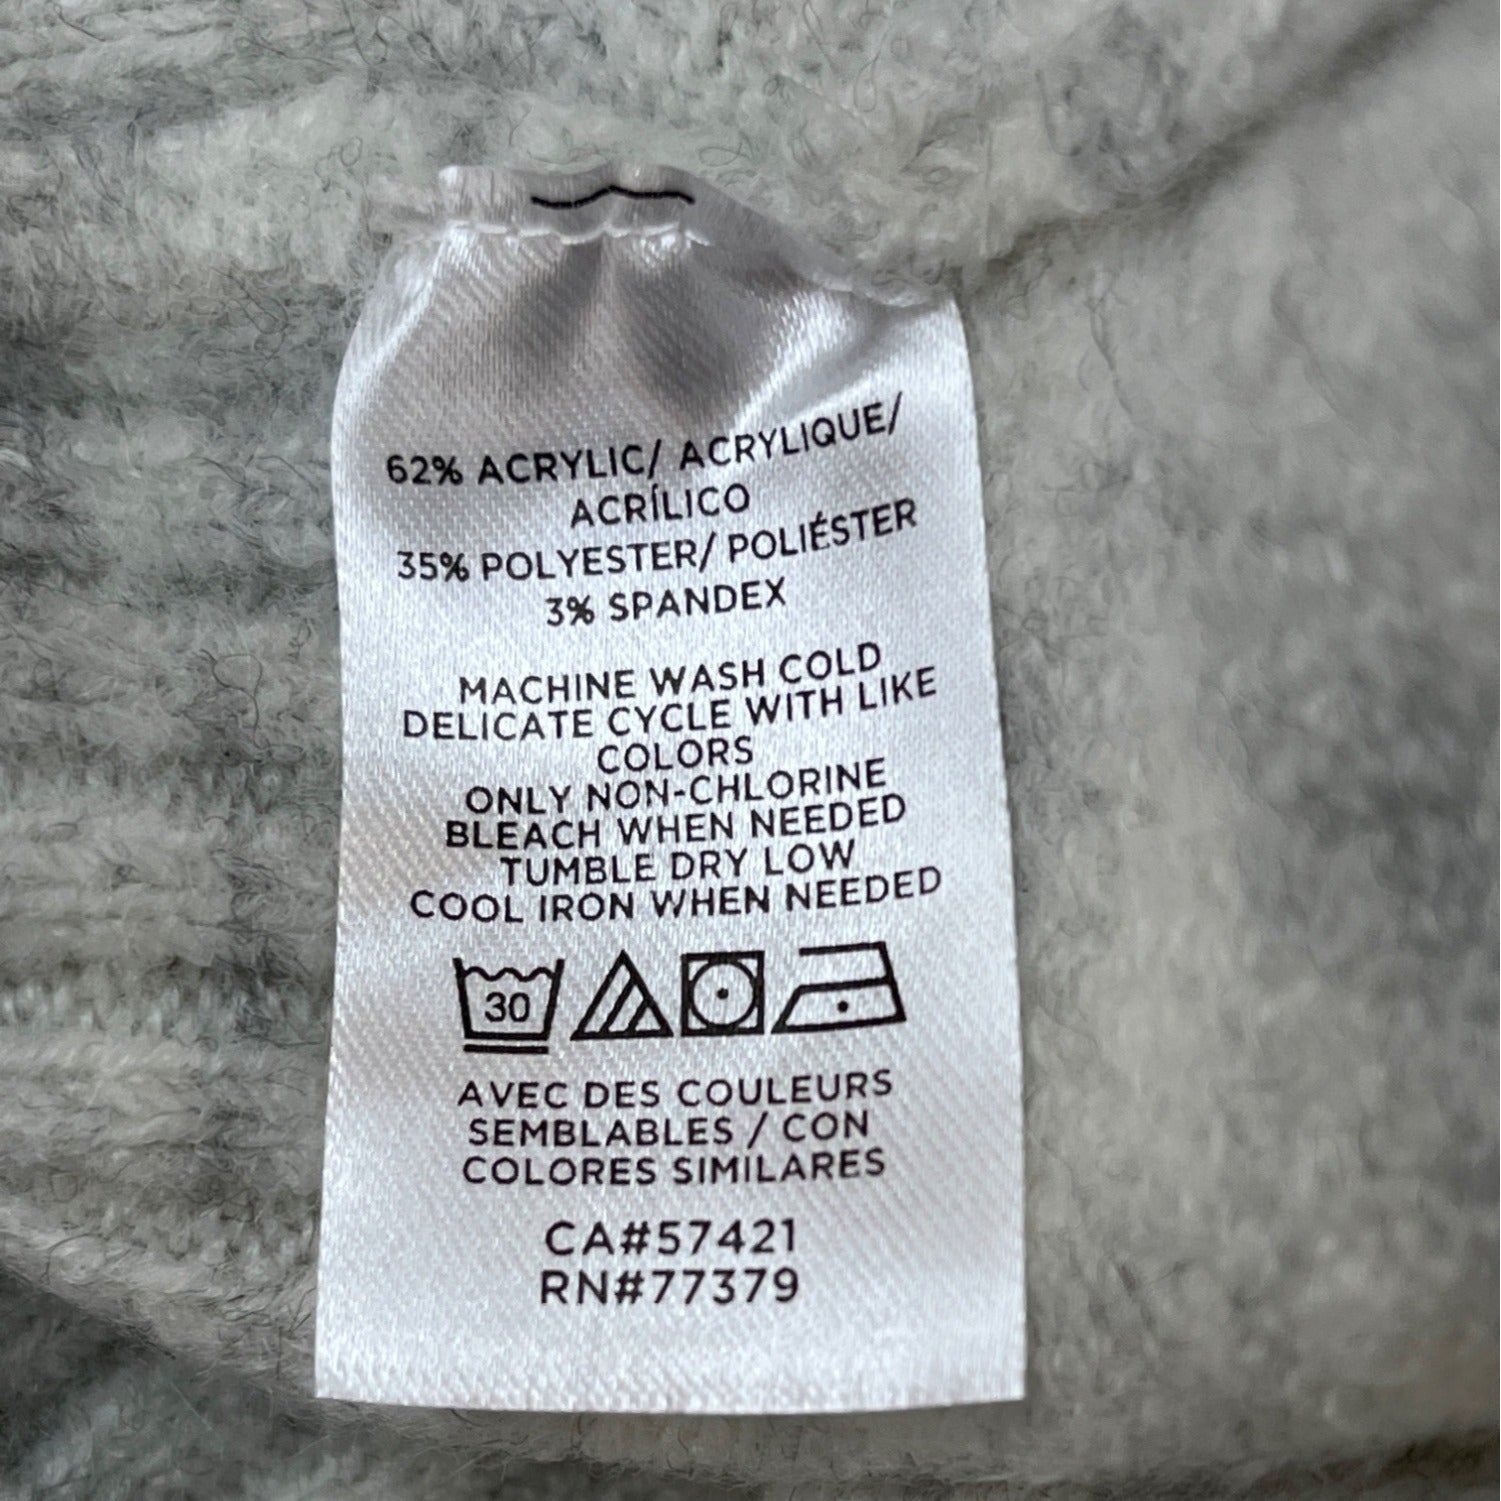 62% ACRYLIC/ ACRYLIQUE/
ACRÍLICO
35% POLYESTER/ POLIÉSTER
3% SPANDEX
MACHINE WASH COLD
DELICATE CYCLE WITH LIKE
COLORS
ONLY NON-CHLORINE
BLEACH WHEN NEEDED
TUMBLE DRY LOW
COOL IRON WHEN NEEDED
30
AVEC DES COULEURS
SEMBLABLES / CON
COLORES SIMILARES
CA#57421
RN#77379